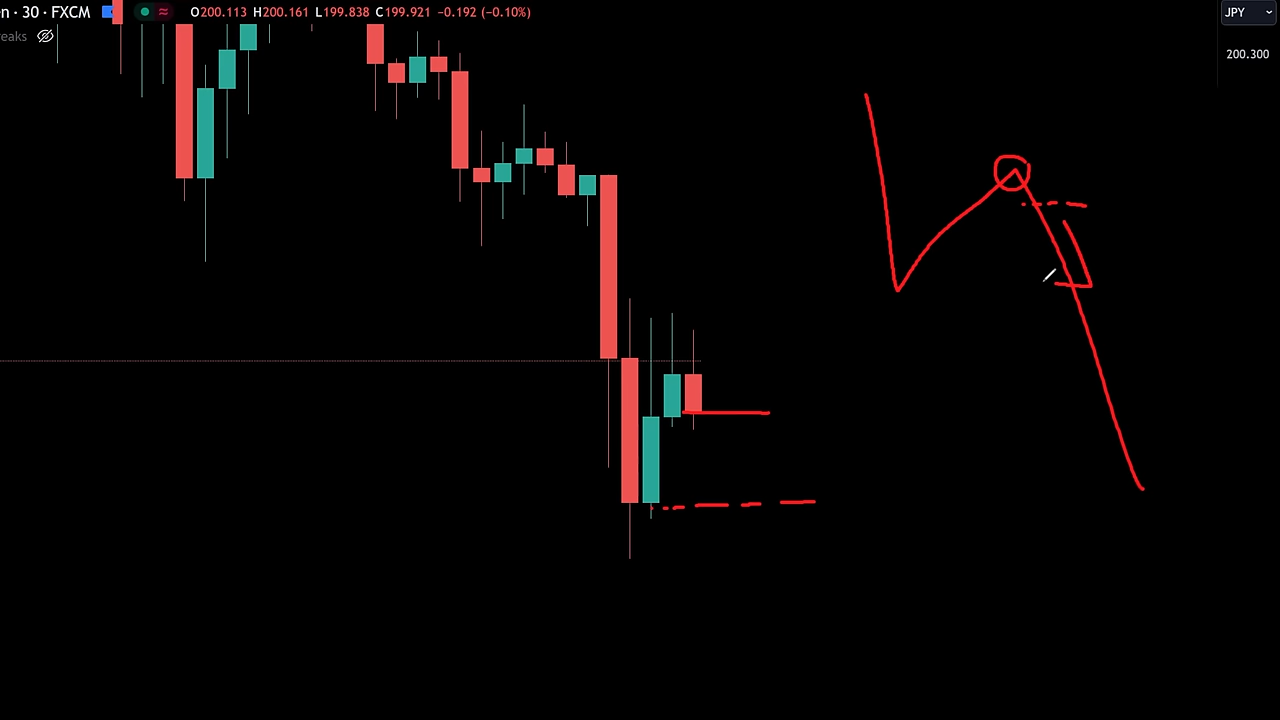 n · 30 · FXCM O200.113 H200.161 L199.838 C199.921 −0.192 (−0.10%) JPY
eaks
200.300